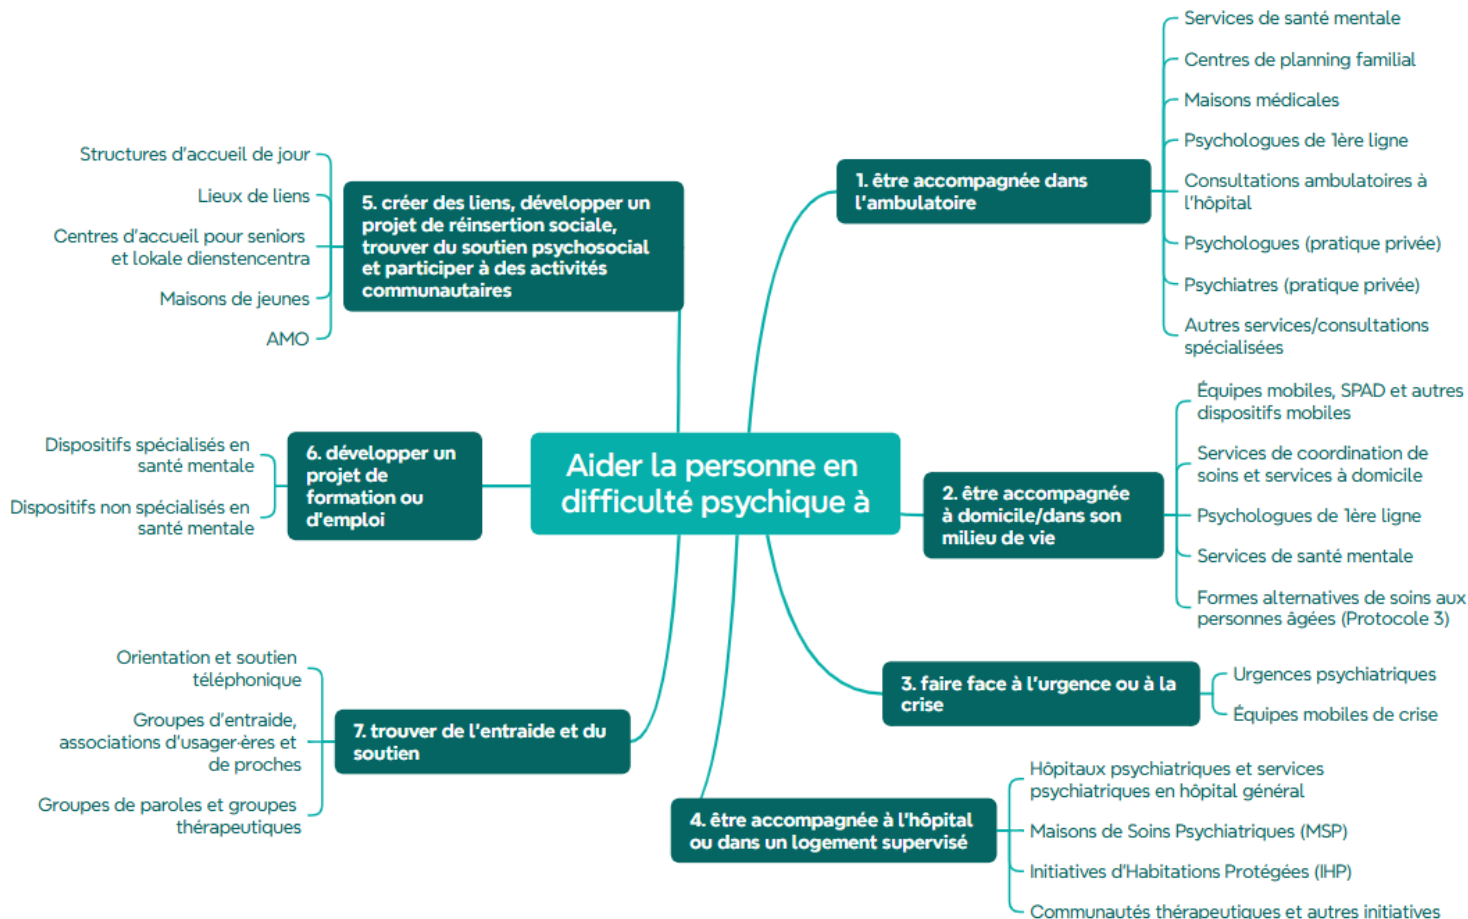 Aider la personne en
difficulté psychique à
1. être accompagnée dans
l'ambulatoire
Services de santé mentale
Centres de planning familial
Maisons médicales
Psychologues de 1ère ligne
Consultations ambulatoires à
l'hôpital
Psychologues (pratique privée)
Psychiatres (pratique privée)
Autres services/consultations
spécialisées
2. être accompagnée
à domicile/dans son
milieu de vie
Équipes mobiles, SPAD et autres
dispositifs mobiles
Services de coordination de
soins et services à domicile
Psychologues de 1ère ligne
Services de santé mentale
Formes alternatives de soins aux
personnes âgées (Protocole 3)
3. faire face à l'urgence ou à la
crise
Urgences psychiatriques
Équipes mobiles de crise
4. être accompagnée à l'hôpital
ou dans un logement supervisé
Hôpitaux psychiatriques et services
psychiatriques en hôpital général
Maisons de Soins Psychiatriques (MSP)
Initiatives d'Habitations Protégées (IHP)
Communautés thérapeutiques et autres initiatives
5. créer des liens, développer un
projet de réinsertion sociale,
trouver du soutien psychosocial
et participer à des activités
communautaires
Structures d'accueil de jour
Lieux de liens
Centres d'accueil pour seniors
et lokale dienstencentra
Maisons de jeunes
AMO
6. développer un
projet de
formation ou
d'emploi
Dispositifs spécialisés en
santé mentale
Dispositifs non spécialisés en
santé mentale
7. trouver de l'entraide et du
soutien
Orientation et soutien
téléphonique
Groupes d'entraide,
associations d'usager·ères et
de proches
Groupes de paroles et groupes
thérapeutiques